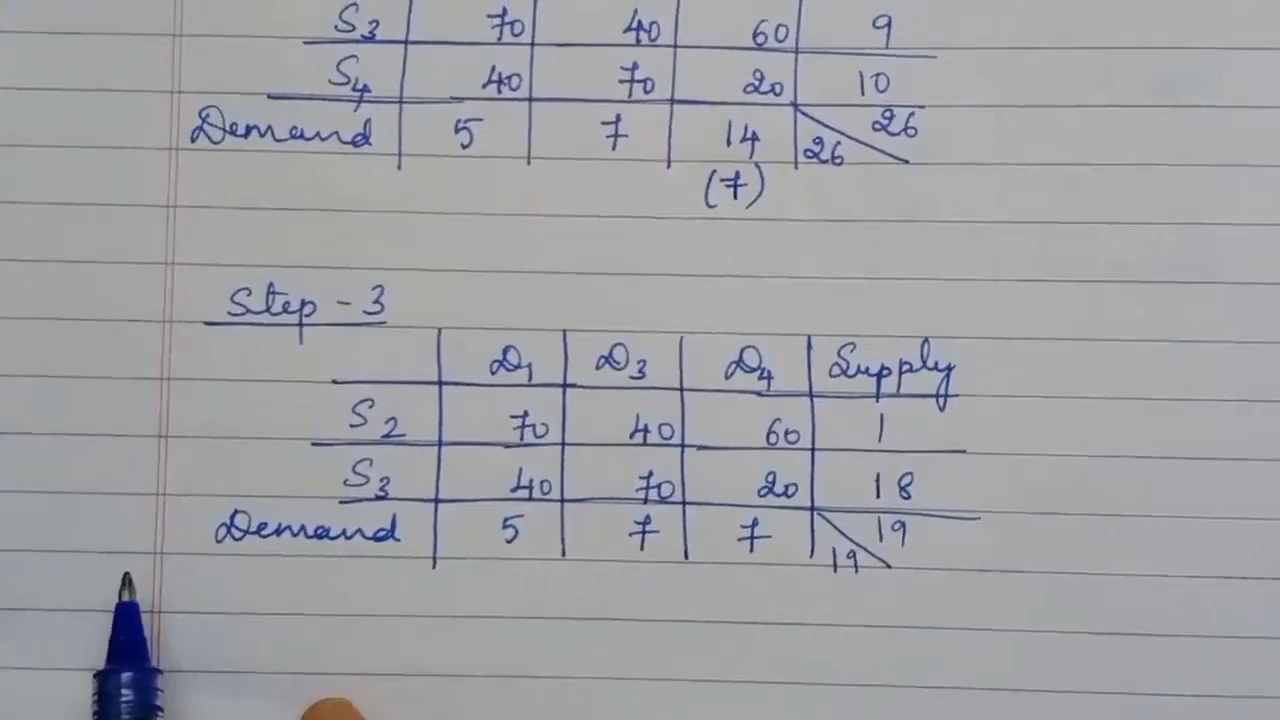 S3 70 40 60 9
S4 40 70 20 10
Demand 5 7 14 26 26
(7)
Step - 3
D1 D3 D4 Supply
S2 70 40 60 1
S3 40 70 20 18
Demand 5 7 7 19 19